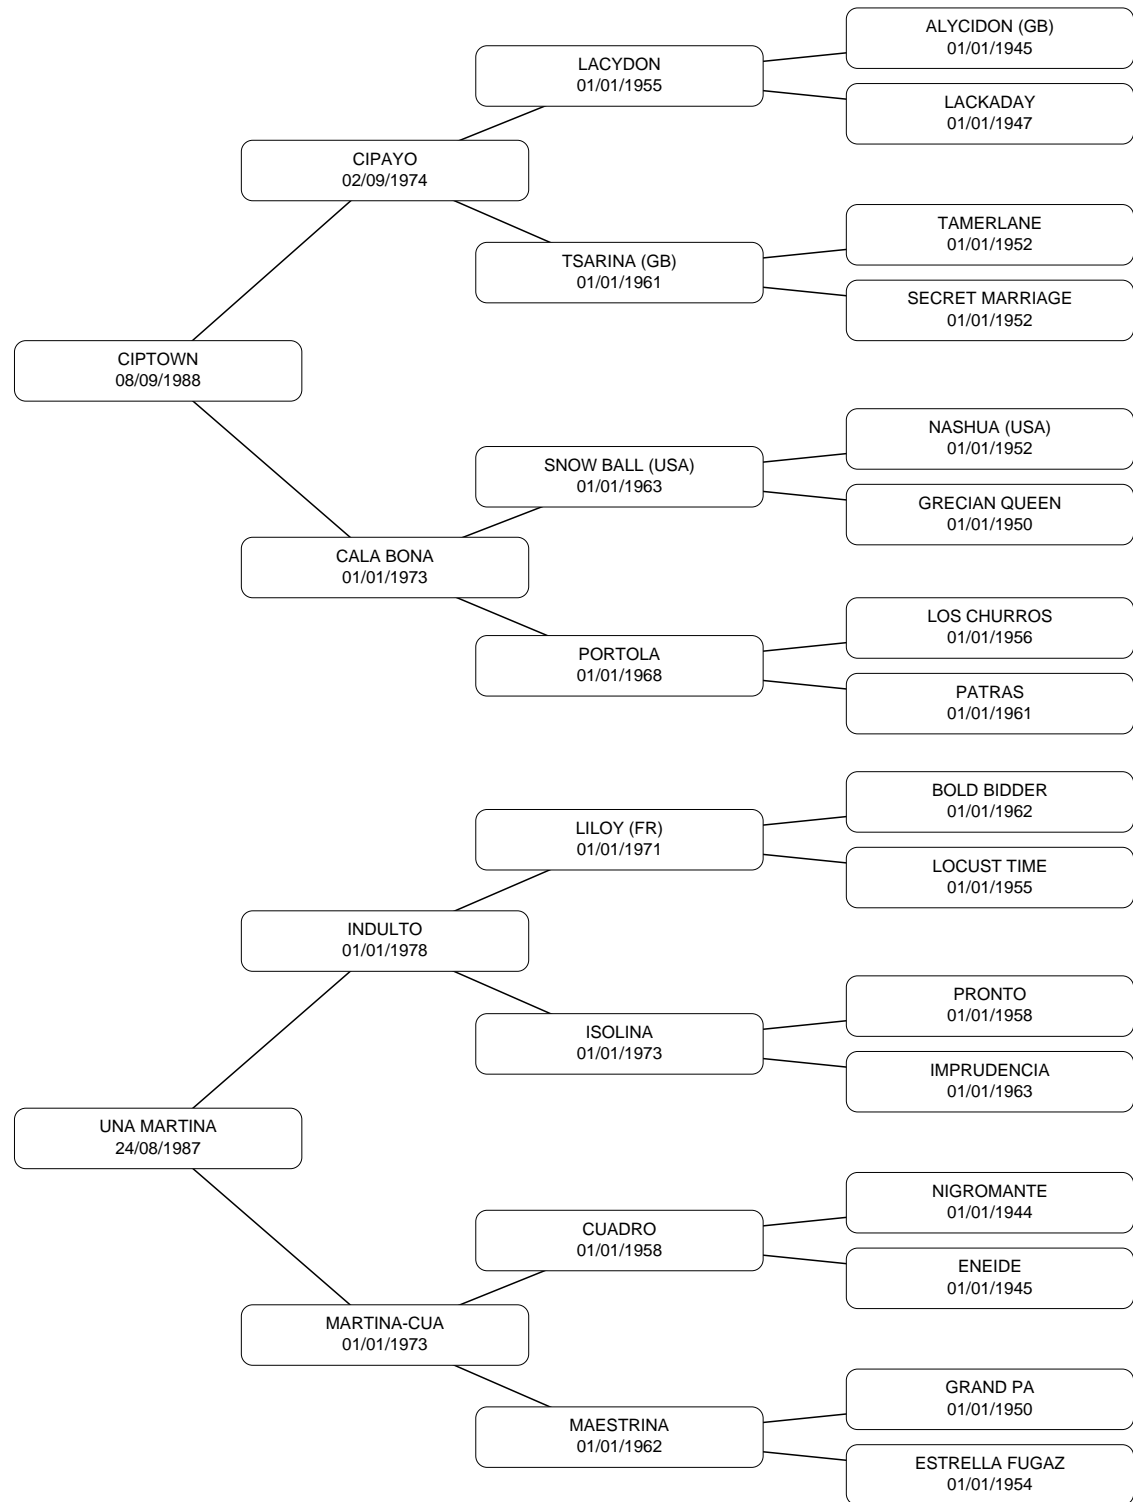 ALYCIDON (GB)
01/01/1945
LACYDON
01/01/1955
LACKADAY
01/01/1947
CIPAYO
02/09/1974
TAMERLANE
01/01/1952
TSARINA (GB)
01/01/1961
SECRET MARRIAGE
01/01/1952
CIPTOWN
08/09/1988
NASHUA (USA)
01/01/1952
SNOW BALL (USA)
01/01/1963
GRECIAN QUEEN
01/01/1950
CALA BONA
01/01/1973
LOS CHURROS
01/01/1956
PORTOLA
01/01/1968
PATRAS
01/01/1961
BOLD BIDDER
01/01/1962
LILOY (FR)
01/01/1971
LOCUST TIME
01/01/1955
INDULTO
01/01/1978
PRONTO
01/01/1958
ISOLINA
01/01/1973
IMPRUDENCIA
01/01/1963
UNA MARTINA
24/08/1987
NIGROMANTE
01/01/1944
CUADRO
01/01/1958
ENEIDE
01/01/1945
MARTINA-CUA
01/01/1973
GRAND PA
01/01/1950
MAESTRINA
01/01/1962
ESTRELLA FUGAZ
01/01/1954